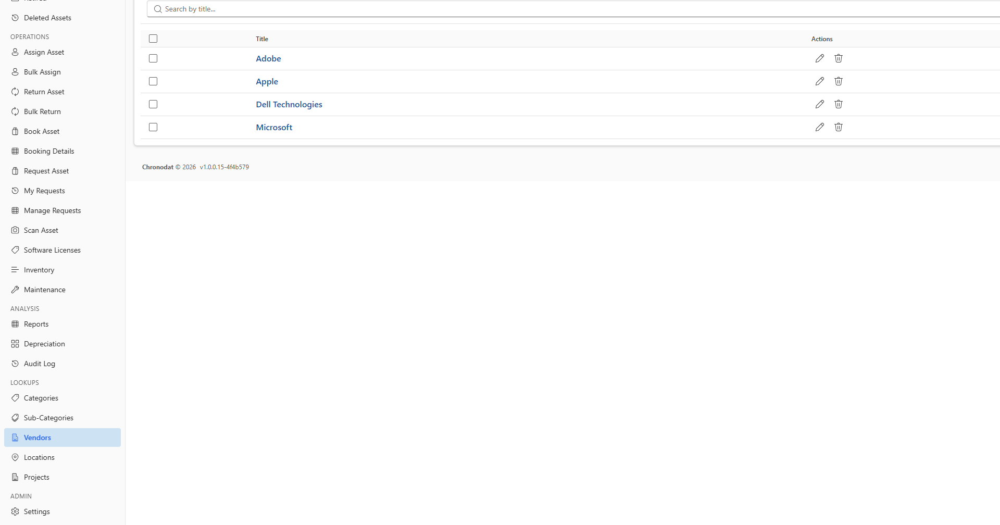 Deleted Assets
OPERATIONS
Assign Asset
Bulk Assign
Return Asset
Bulk Return
Book Asset
Booking Details
Request Asset
My Requests
Manage Requests
Scan Asset
Software Licenses
Inventory
Maintenance
ANALYSIS
Reports
Depreciation
Audit Log
LOOKUPS
Categories
Sub-Categories
Vendors
Locations
Projects
ADMIN
Settings
Search by title...
Title Actions
Adobe
Apple
Dell Technologies
Microsoft
Chronodat © 2026 v1.0.0.15-4f4b579